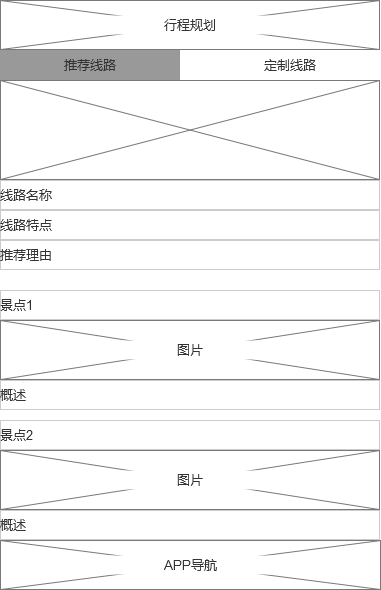 行程规划
推荐线路
定制线路
线路名称
线路特点
推荐理由
景点1
图片
概述
景点2
图片
概述
APP导航